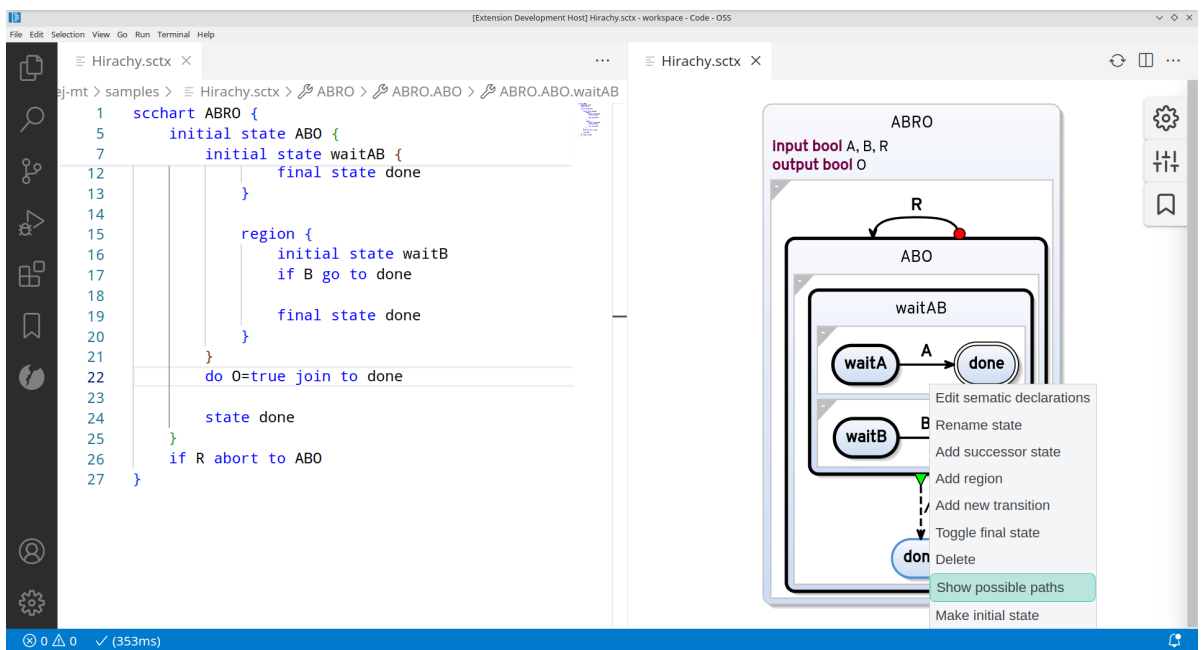 [Extension Development Host] Hirachy.sctx - workspace - Code - OSS
File Edit Selection View Go Run Terminal Help
Hirachy.sctx
ej-mt > samples > Hirachy.sctx > ABRO > ABRO.ABO > ABRO.ABO.waitAB
1 scchart ABRO {
5 initial state ABO {
7 initial state waitAB {
12 final state done
13 }
14
15 region {
16 initial state waitB
17 if B go to done
18
19 final state done
20 }
21 }
22 do O=true join to done
23
24 state done
25 }
26 if R abort to ABO
27 }
Hirachy.sctx
ABRO
input bool A, B, R
output bool O
R
ABO
waitAB
waitA
A
done
waitB
B
don
Edit sematic declarations
Rename state
Add successor state
Add region
Add new transition
Toggle final state
Delete
Show possible paths
Make initial state
0 0 (353ms)